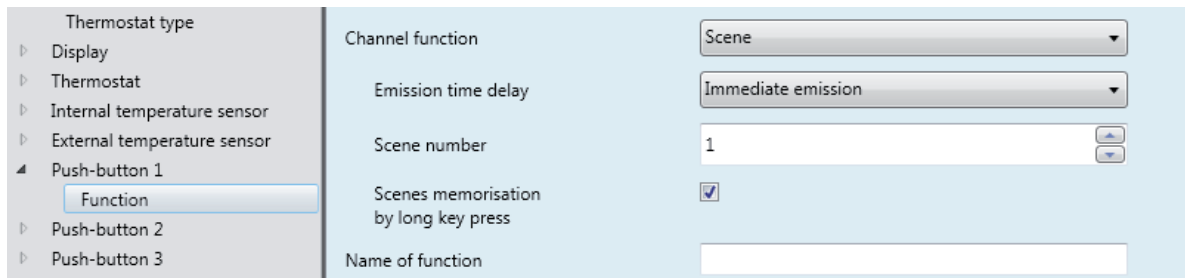 Thermostat type
Display
Thermostat
Internal temperature sensor
External temperature sensor
Push-button 1
Function
Push-button 2
Push-button 3
Channel function
Scene
Emission time delay
Immediate emission
Scene number
1
Scenes memorisation
by long key press
Name of function